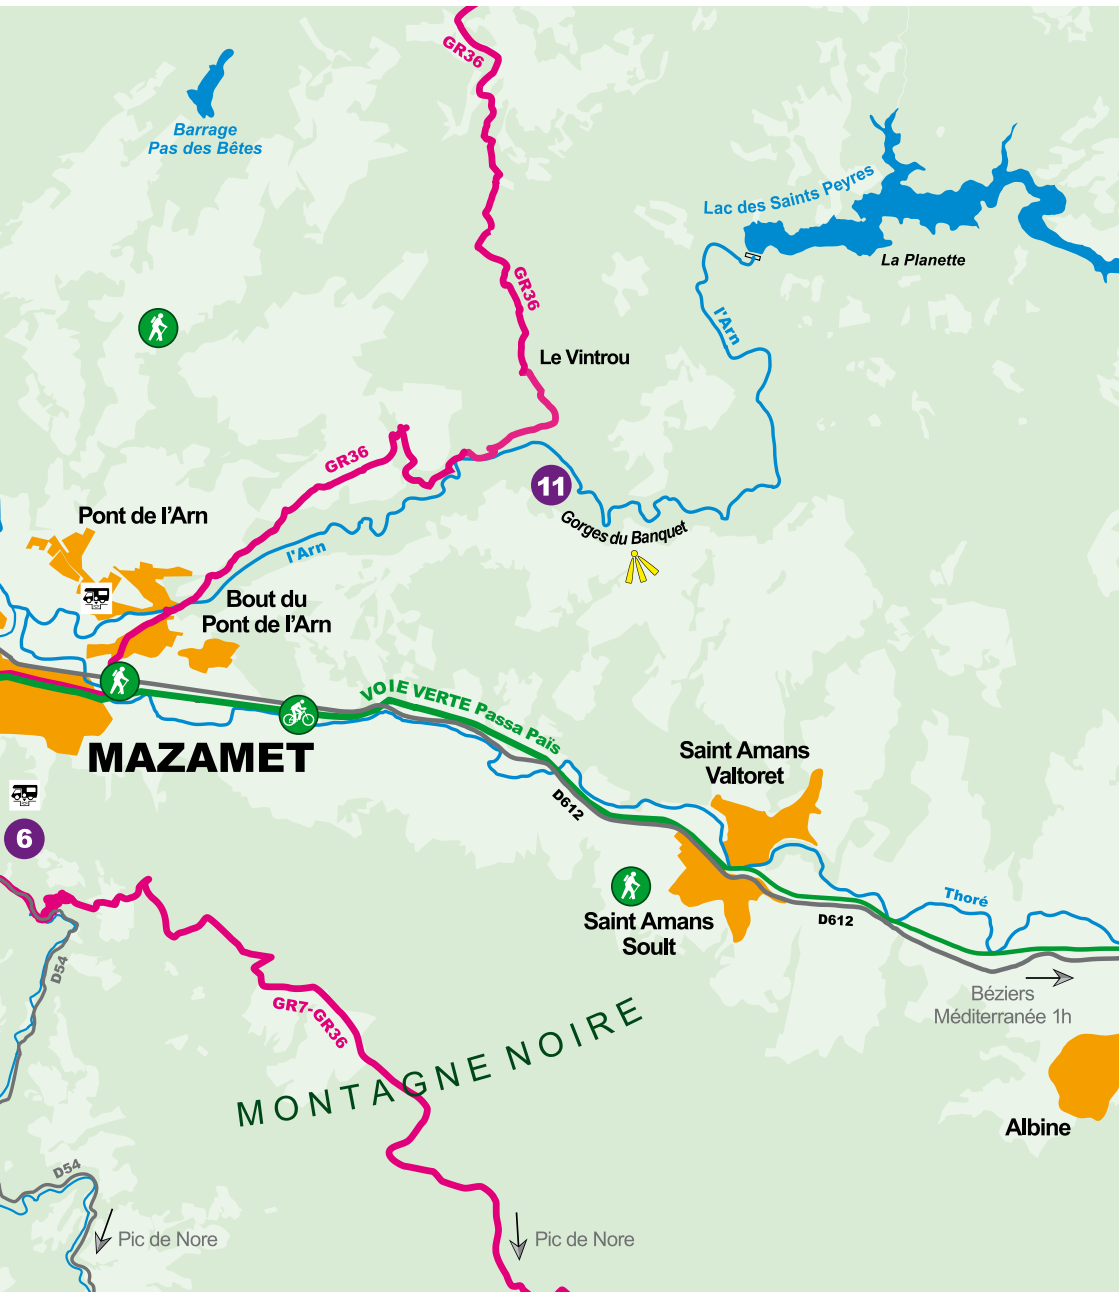 GR36
Barrage
Pas des Bêtes
Lac des Saints Peyres
La Planette
GR36
l'Arn
Le Vintrou
GR36
11
Gorges du Banquet
Pont de l'Arn
l'Arn
Bout du
Pont de l'Arn
VOIE VERTE Passa Païs
MAZAMET
Saint Amans
Valtoret
D612
6
Thoré
D612
Saint Amans
Soult
D54
GR7-GR36
Béziers
Méditerranée 1h
MONTAGNE NOIRE
Albine
D54
Pic de Nore
Pic de Nore